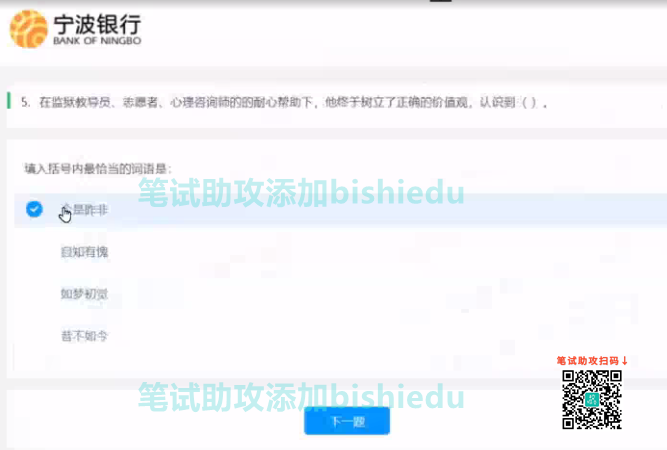 宁波银行
BANK OF NINGBO
5. 在监狱教导员、志愿者、心理咨询师的的耐心帮助下，他终于树立了正确的价值观，认识到（ ）。
填入括号内最恰当的词语是：
笔试助攻添加bishiedu
今是昨非
自知有愧
如梦初觉
昔不如今
笔试助攻扫码↓
笔试助攻添加bishiedu
下一题